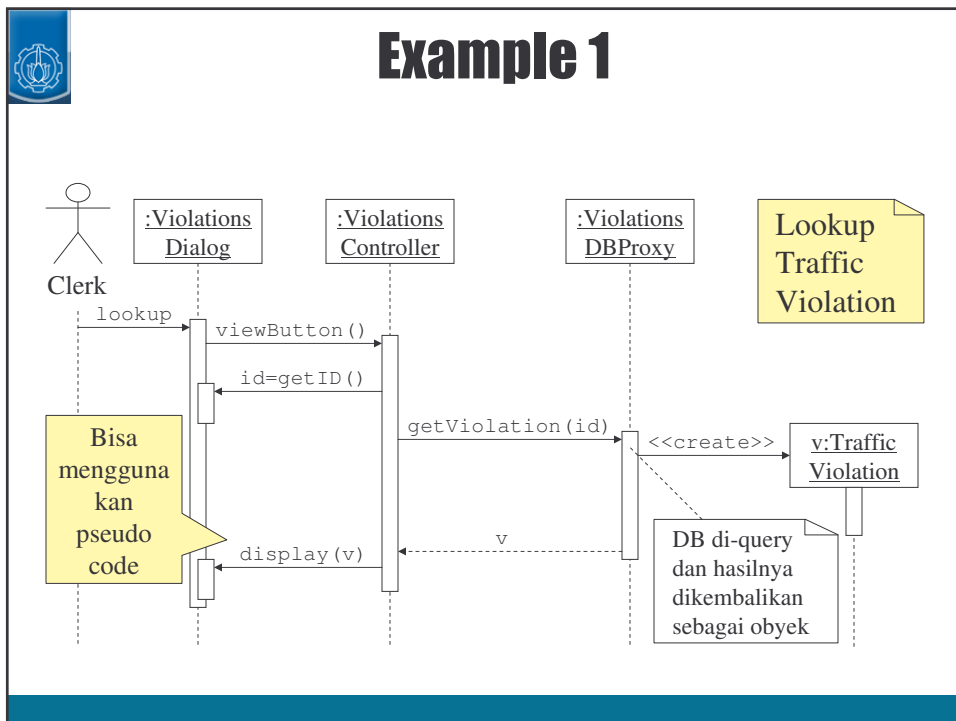 Example 1
:Violations
Dialog
:Violations
Controller
:Violations
DBProxy
Lookup
Traffic
Violation
Clerk
lookup
viewButton()
id=getID()
getViolation(id)
<<create>>
v:Traffic
Violation
Bisa
mengguna
kan
pseudo
code
v
display(v)
DB di-query
dan hasilnya
dikembalikan
sebagai obyek